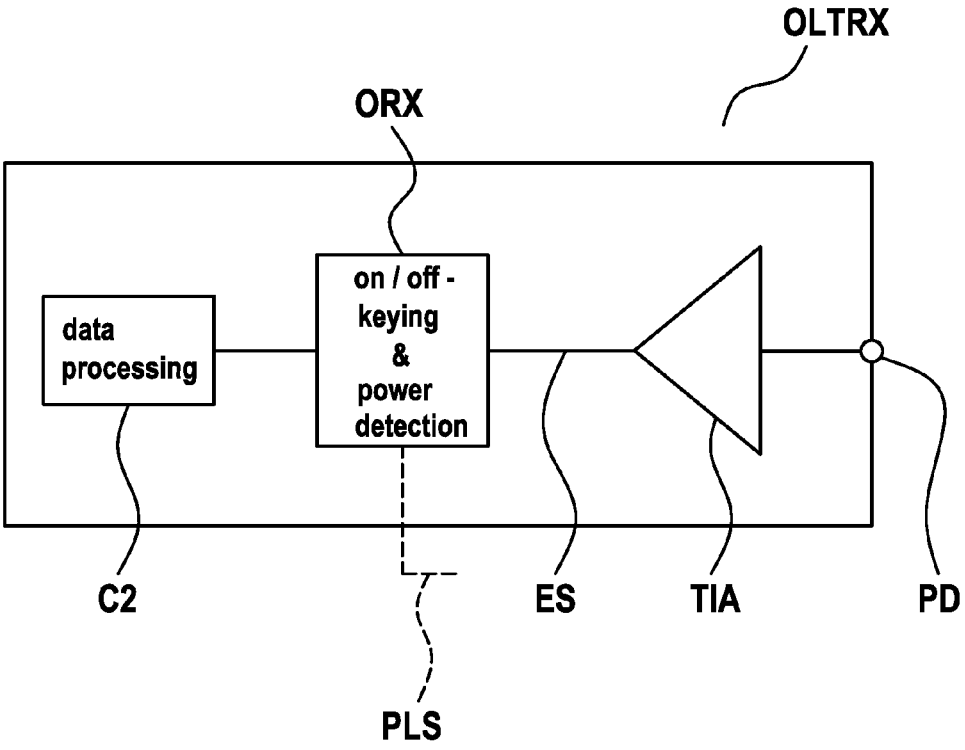 OLTRX
ORX
on / off -
keying
&
power
detection
data
processing
C2
ES
TIA
PD
PLS